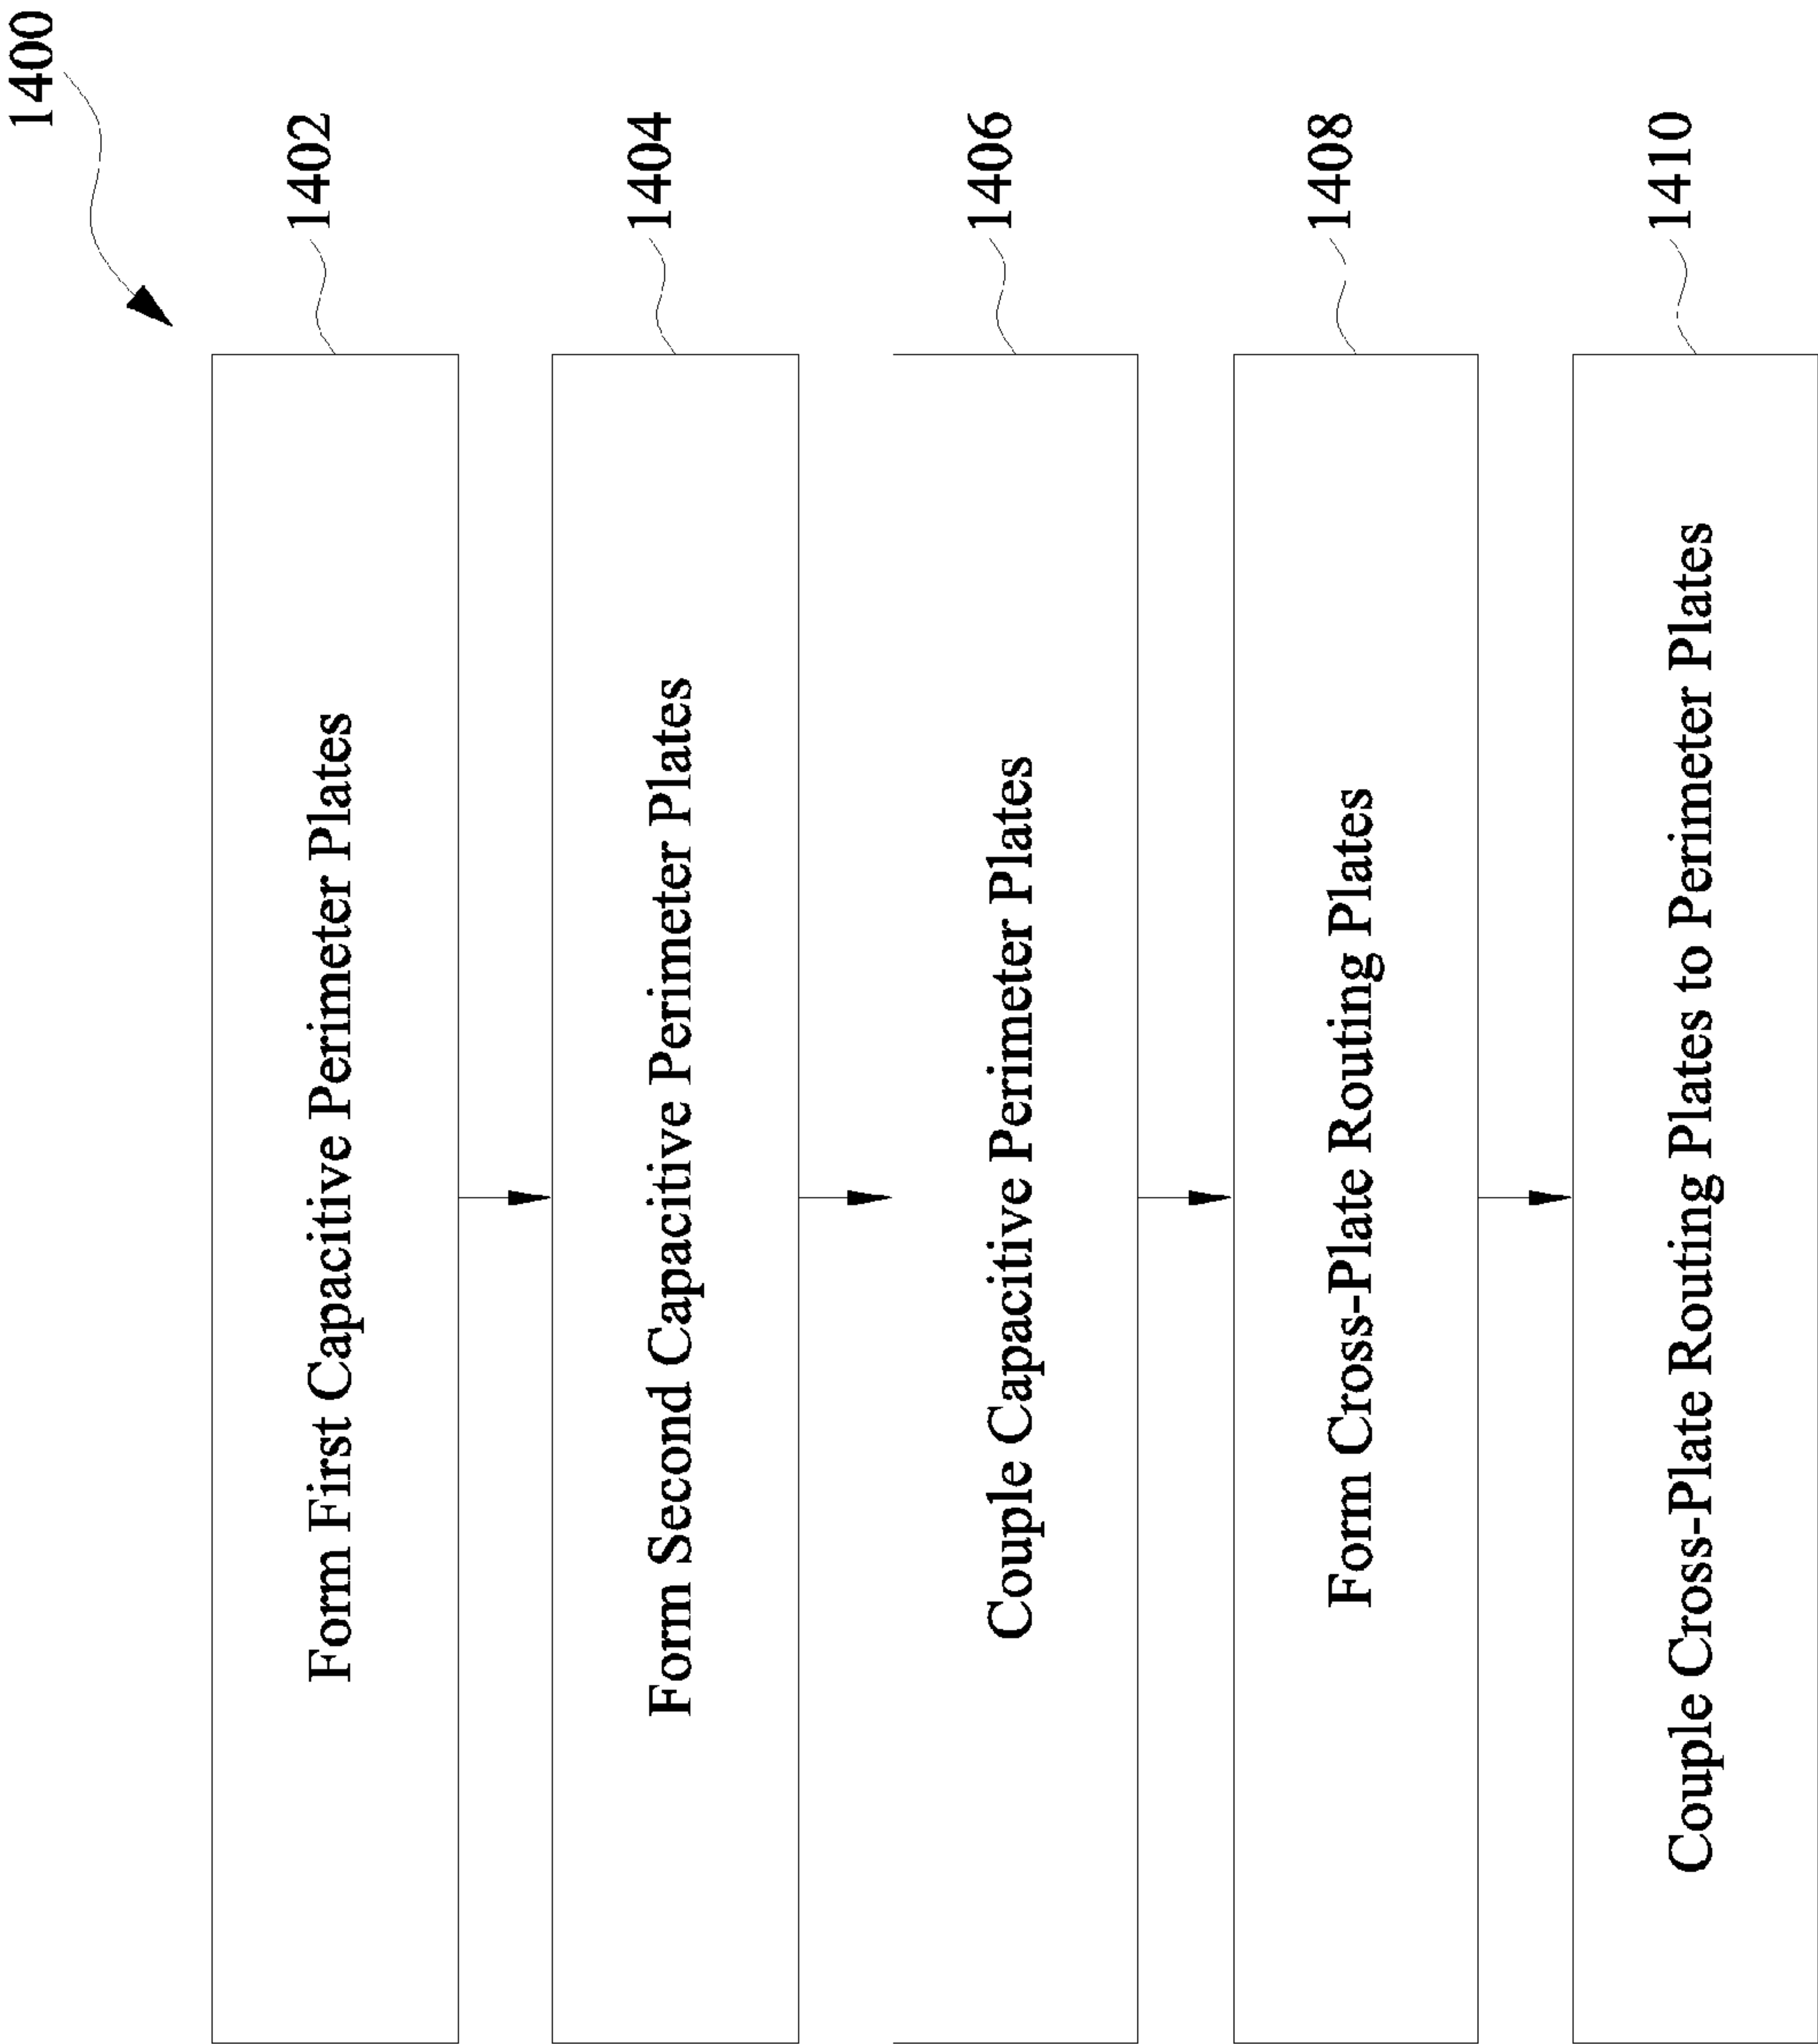 1400
Form First Capacitive Perimeter Plates
1402
Form Second Capacitive Perimeter Plates
1404
Couple Capacitive Perimeter Plates
1406
Form Cross-Plate Routing Plates
1408
Couple Cross-Plate Routing Plates to Perimeter Plates
1410